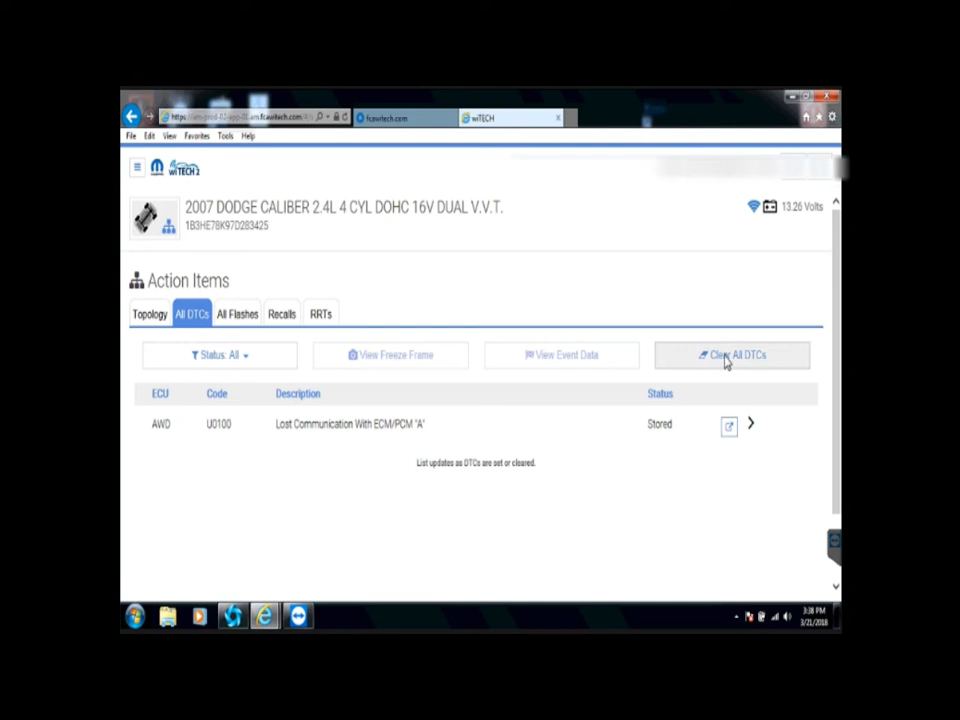 fcawitech.com
wiTECH
File Edit View Favorites Tools Help
wiTECH 2
2007 DODGE CALIBER 2.4L 4 CYL DOHC 16V DUAL V.V.T.
1B3HE78K97D283425
13.26 Volts
Action Items
Topology All DTCs All Flashes Recalls RRTs
Status: All View Freeze Frame View Event Data Clear All DTCs
ECU Code Description Status
AWD U0100 Lost Communication With ECM/PCM "A" Stored
List updates as DTCs are set or cleared.
3:38 PM
3/21/2018